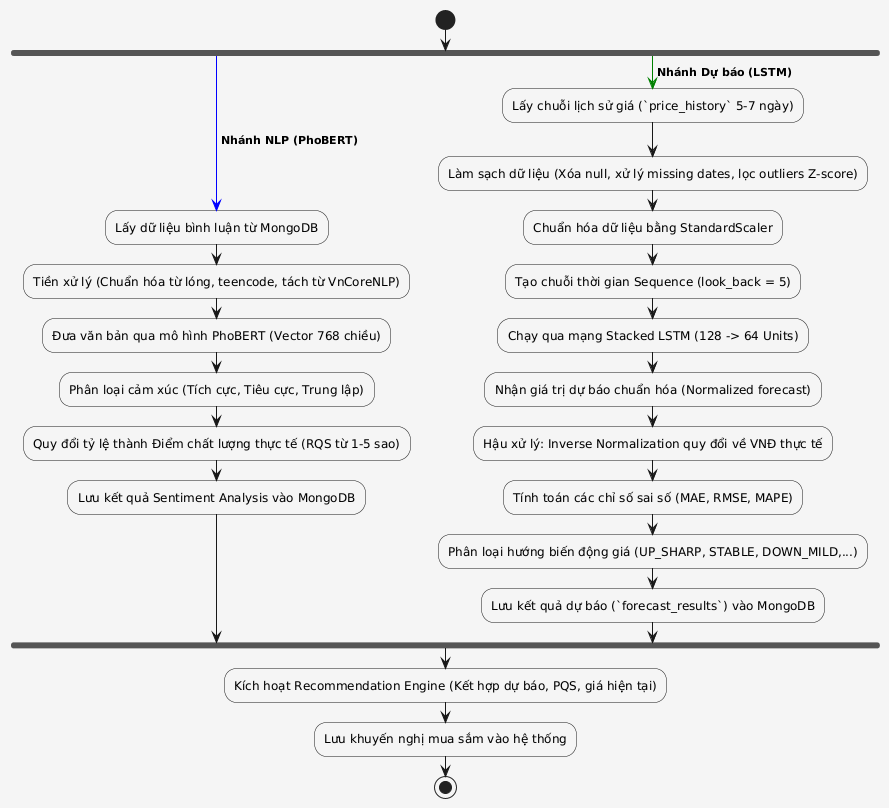 Nhánh NLP (PhoBERT)
Lấy dữ liệu bình luận từ MongoDB
Tiền xử lý (Chuẩn hóa từ lóng, teencode, tách từ VnCoreNLP)
Đưa văn bản qua mô hình PhoBERT (Vector 768 chiều)
Phân loại cảm xúc (Tích cực, Tiêu cực, Trung lập)
Quy đổi tỷ lệ thành Điểm chất lượng thực tế (RQS từ 1-5 sao)
Lưu kết quả Sentiment Analysis vào MongoDB
Nhánh Dự báo (LSTM)
Lấy chuỗi lịch sử giá (`price_history` 5-7 ngày)
Làm sạch dữ liệu (Xóa null, xử lý missing dates, lọc outliers Z-score)
Chuẩn hóa dữ liệu bằng StandardScaler
Tạo chuỗi thời gian Sequence (look_back = 5)
Chạy qua mạng Stacked LSTM (128 -> 64 Units)
Nhận giá trị dự báo chuẩn hóa (Normalized forecast)
Hậu xử lý: Inverse Normalization quy đổi về VNĐ thực tế
Tính toán các chỉ số sai số (MAE, RMSE, MAPE)
Phân loại hướng biến động giá (UP_SHARP, STABLE, DOWN_MILD,...)
Lưu kết quả dự báo (`forecast_results`) vào MongoDB
Kích hoạt Recommendation Engine (Kết hợp dự báo, PQS, giá hiện tại)
Lưu khuyến nghị mua sắm vào hệ thống